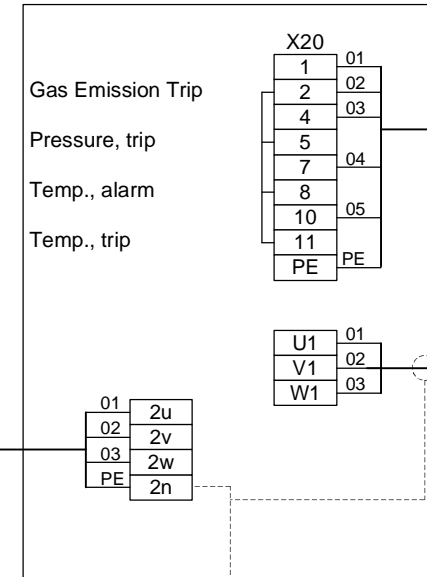 X20
1 01
Gas Emission Trip 2 02
4 03
Pressure, trip 5
7 04
Temp., alarm 8
10 05
Temp., trip 11
PE PE
U1 01
V1 02
W1 03
01 2u
02 2v
03 2w
PE 2n